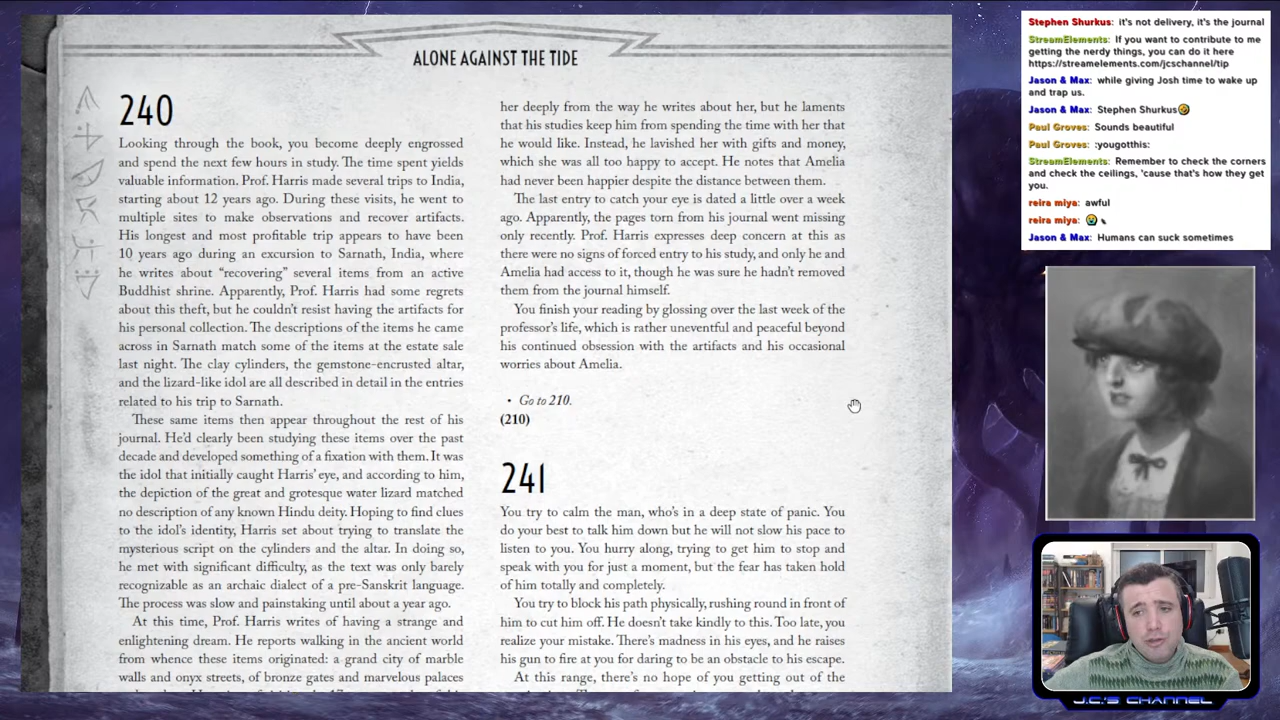 ALONE AGAINST THE TIDE
240
Looking through the book, you become deeply engrossed
and spend the next few hours in study. The time spent yields
valuable information. Prof. Harris made several trips to India,
starting about 12 years ago. During these visits, he went to
multiple sites to make observations and recover artifacts.
His longest and most profitable trip appears to have been
10 years ago during an excursion to Sarnath, India, where
he writes about “recovering” several items from an active
Buddhist shrine. Apparently, Prof. Harris had some regrets
about this theft, but he couldn’t resist having the artifacts for
his personal collection. The descriptions of the items he came
across in Sarnath match some of the items at the estate sale
last night. The clay cylinders, the gemstone-encrusted altar,
and the lizard-like idol are all described in detail in the entries
related to his trip to Sarnath.
These same items then appear throughout the rest of his
journal. He’d clearly been studying these items over the past
decade and developed something of a fixation with them. It was
the idol that initially caught Harris’ eye, and according to him,
the depiction of the great and grotesque water lizard matched
no description of any known Hindu deity. Hoping to find clues
to the idol’s identity, Harris set about trying to translate the
mysterious script on the cylinders and the altar. In doing so,
he met with significant difficulty, as the text is only barely
recognizable as an archaic dialect of a pre-Sanskrit language.
The process was slow and painstaking until about a year ago.
At this time, Prof. Harris writes of having a strange and
enlightening dream. He reports walking in the ancient world
from whence these items originated: a grand city of marble
walls and onyx streets, of bronze gates and marvelous palaces
her deeply from the way he writes about her, but he laments
that his studies keep him from spending the time with her that
he would like. Instead, he lavished her with gifts and money,
which she was all too happy to accept. He notes that Amelia
had never been happier despite the distance between them.
The last entry to catch your eye is dated a little over a week
ago. Apparently, the pages torn from his journal went missing
only recently. Prof. Harris expresses deep concern at this as
there were no signs of forced entry to his study, and only he and
Amelia had access to it, though he was sure he hadn’t removed
them from the journal himself.
You finish your reading by glossing over the last week of the
professor’s life, which is rather uneventful and peaceful beyond
his continued obsession with the artifacts and his occasional
worries about Amelia.
• Go to 210.
(210)
241
You try to calm the man, who’s in a deep state of panic. You
do your best to talk him down but he will not slow his pace to
listen to you. You hurry along, trying to get him to stop and
speak with you for just a moment, but the fear has taken hold
of him totally and completely.
You try to block his path physically, rushing round in front of
him to cut him off. He doesn’t take kindly to this. Too late, you
realize your mistake. There’s madness in his eyes, and he raises
his gun to fire at you for daring to be an obstacle to his escape.
At this range, there’s no hope of you getting out of the
Stephen Shurkus: it's not delivery, it's the journal
StreamElements: If you want to contribute to me
getting the nerdy things, you can do it here
https://streamelements.com/jcschannel/tip
Jason & Max: while giving Josh time to wake up
and trap us.
Jason & Max: Stephen Shurkus🤣
Paul Groves: Sounds beautiful
Paul Groves: :yougotthis:
StreamElements: Remember to check the corners
and check the ceilings, 'cause that's how they get
you.
reira miya: awful
reira miya: 😭
Jason & Max: Humans can suck sometimes
J.C.'S CHANNEL